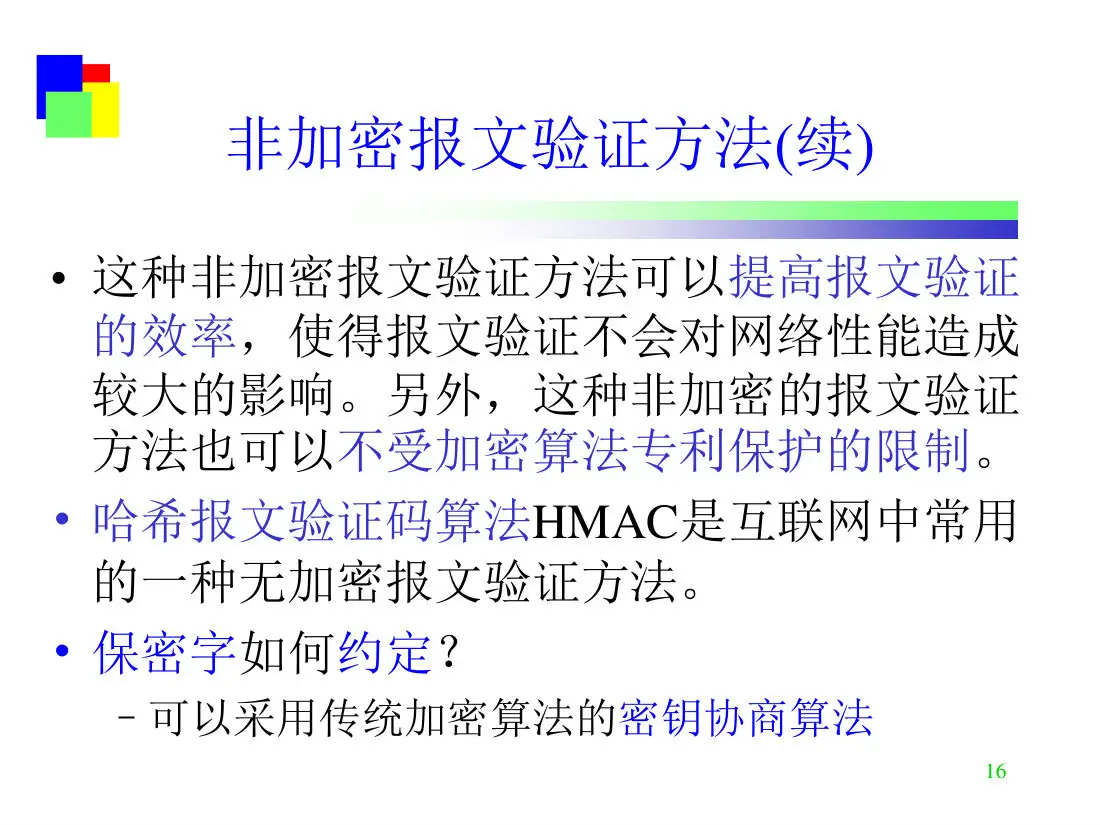 非加密报文验证方法(续)
• 这种非加密报文验证方法可以提高报文验证
的效率，使得报文验证不会对网络性能造成
较大的影响。另外，这种非加密的报文验证
方法也可以不受加密算法专利保护的限制。
• 哈希报文验证码算法HMAC是互联网中常用
的一种无加密报文验证方法。
• 保密字如何约定？
– 可以采用传统加密算法的密钥协商算法
16